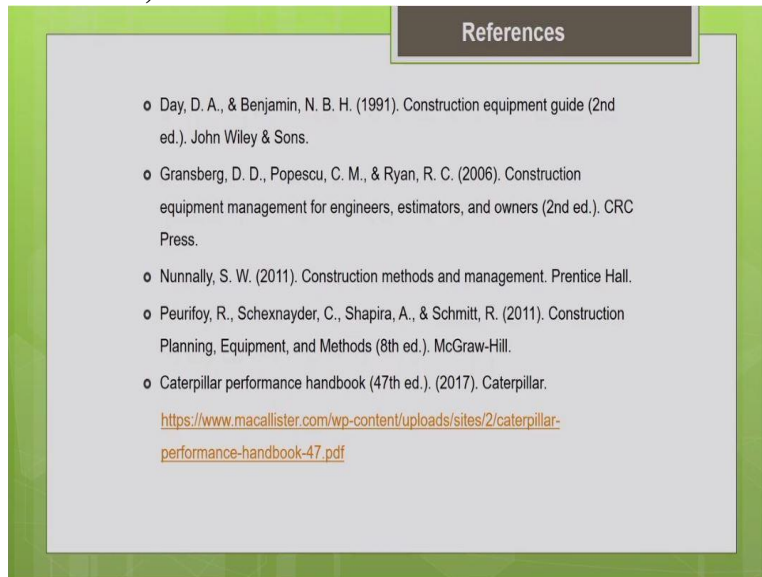 References
Day, D. A., & Benjamin, N. B. H. (1991). Construction equipment guide (2nd
ed.). John Wiley & Sons.
Gransberg, D. D., Popescu, C. M., & Ryan, R. C. (2006). Construction
equipment management for engineers, estimators, and owners (2nd ed.). CRC
Press.
Nunnally, S. W. (2011). Construction methods and management. Prentice Hall.
Peurifoy, R., Schexnayder, C., Shapira, A., & Schmitt, R. (2011). Construction
Planning, Equipment, and Methods (8th ed.). McGraw-Hill.
Caterpillar performance handbook (47th ed.). (2017). Caterpillar.
https://www.macallister.com/wp-content/uploads/sites/2/caterpillar-
performance-handbook-47.pdf